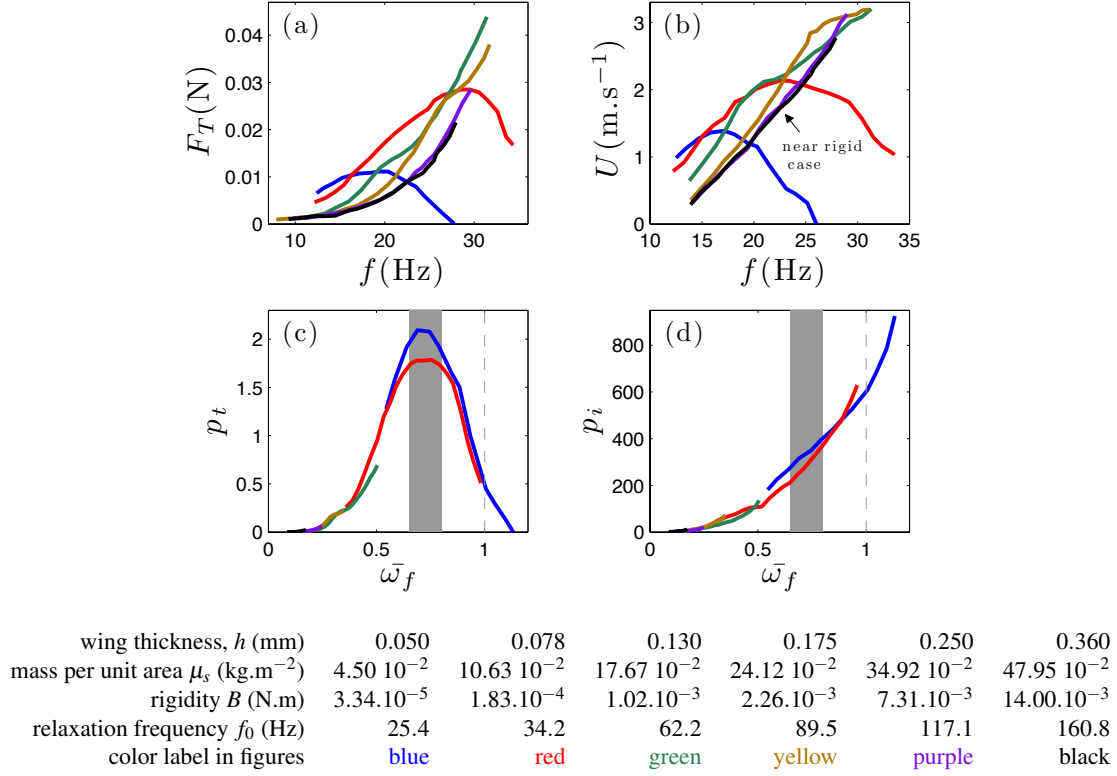 (a)
0.04
0.03
0.02
0.01
0
F_T (N)
10 20 30
f (Hz)
(b)
3
2
1
0
U (m.s⁻¹)
near rigid
case
10 15 20 25 30 35
f (Hz)
(c)
2
1.5
1
0.5
0
p_t
0 0.5 1
ω̄_f
(d)
800
600
400
200
0
p_i
0 0.5 1
ω̄_f
wing thickness, h (mm) 0.050 0.078 0.130 0.175 0.250 0.360
mass per unit area μ_s (kg.m⁻²) 4.50 10⁻² 10.63 10⁻² 17.67 10⁻² 24.12 10⁻² 34.92 10⁻² 47.95 10⁻²
rigidity B (N.m) 3.34.10⁻⁵ 1.83.10⁻⁴ 1.02.10⁻³ 2.26.10⁻³ 7.31.10⁻³ 14.00.10⁻³
relaxation frequency f₀ (Hz) 25.4 34.2 62.2 89.5 117.1 160.8
color label in figures blue red green yellow purple black